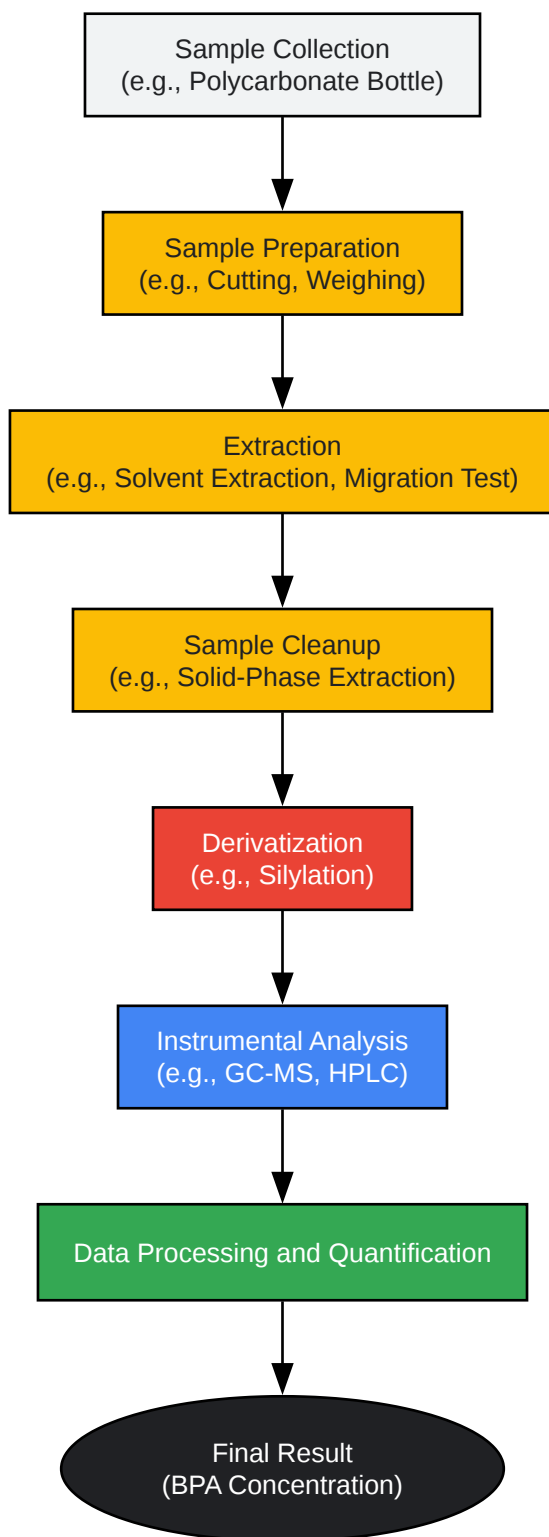 Sample Collection
(e.g., Polycarbonate Bottle)
Sample Preparation
(e.g., Cutting, Weighing)
Extraction
(e.g., Solvent Extraction, Migration Test)
Sample Cleanup
(e.g., Solid-Phase Extraction)
Derivatization
(e.g., Silylation)
Instrumental Analysis
(e.g., GC-MS, HPLC)
Data Processing and Quantification
Final Result
(BPA Concentration)